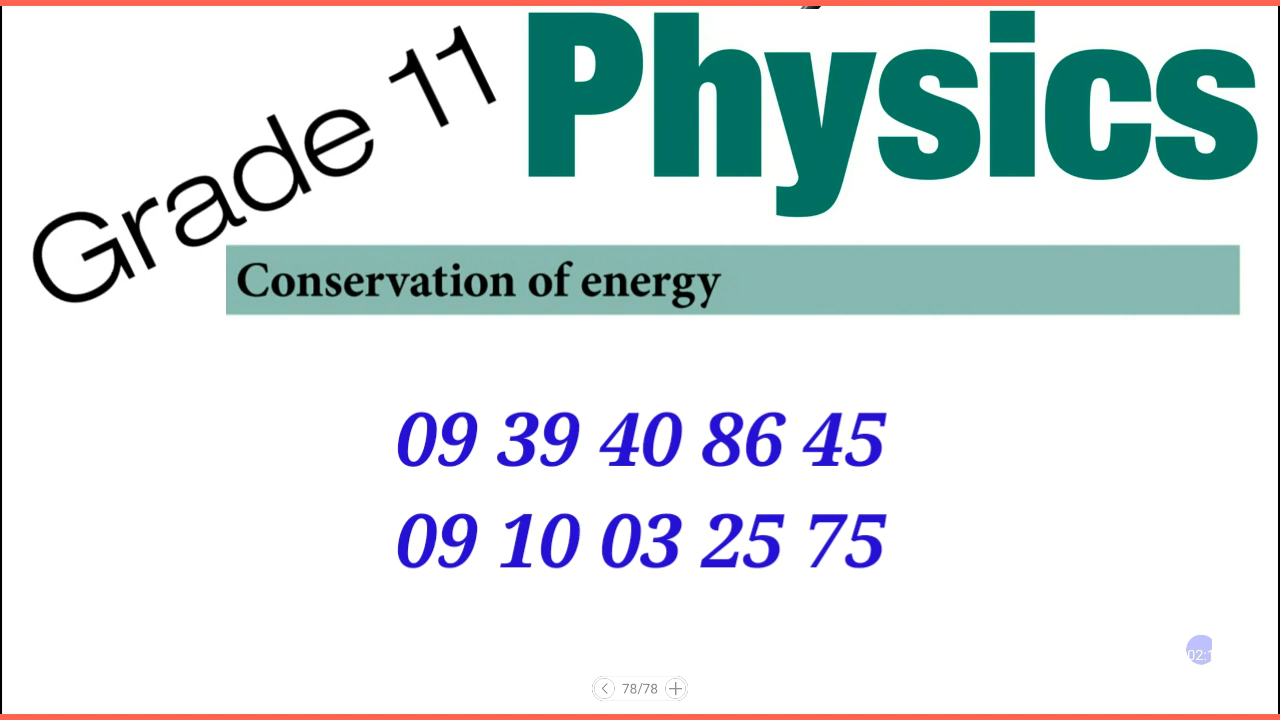 Grade 11 Physics
Conservation of energy
09 39 40 86 45
09 10 03 25 75
78/78